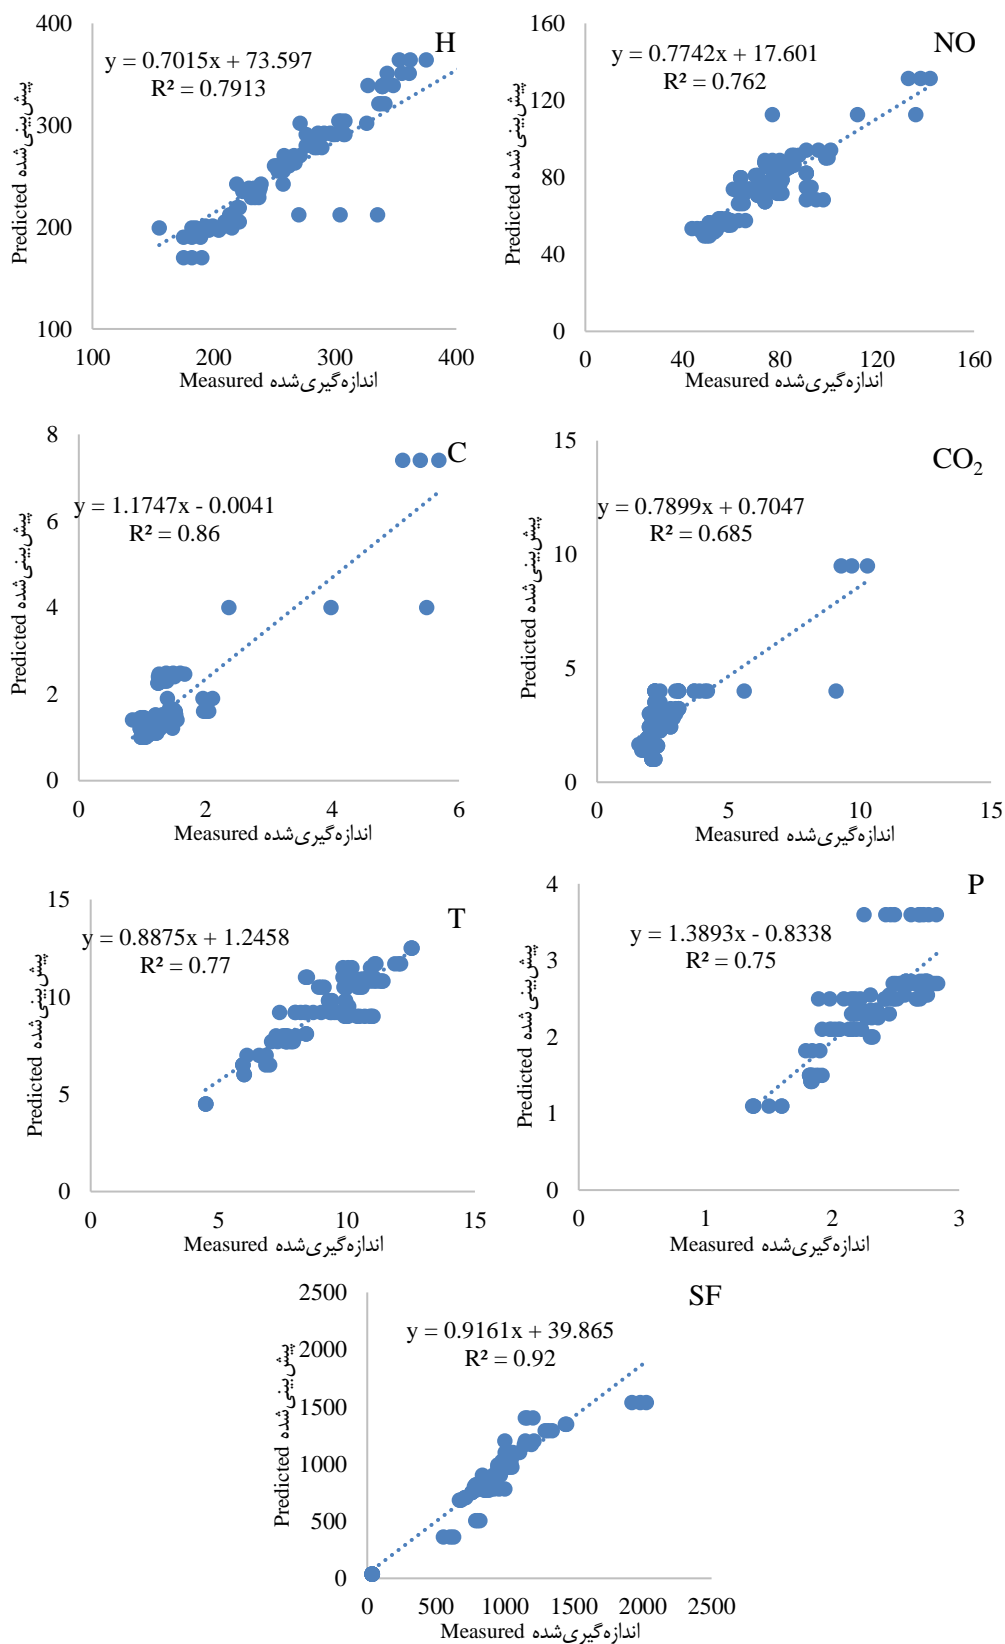 H
y = 0.7015x + 73.597
R² = 0.7913
400
300
200
100
100
200
300
400
Predicted پیش‌بینی‌شده
Measured اندازه‌گیری‌شده
NO
y = 0.7742x + 17.601
R² = 0.762
160
120
80
40
0
0
40
80
120
160
Predicted پیش‌بینی‌شده
Measured اندازه‌گیری‌شده
C
y = 1.1747x - 0.0041
R² = 0.86
8
6
4
2
0
0
2
4
6
Predicted پیش‌بینی‌شده
Measured اندازه‌گیری‌شده
CO₂
y = 0.7899x + 0.7047
R² = 0.685
15
10
5
0
0
5
10
15
Predicted پیش‌بینی‌شده
Measured اندازه‌گیری‌شده
T
y = 0.8875x + 1.2458
R² = 0.77
15
10
5
0
0
5
10
15
Predicted پیش‌بینی‌شده
Measured اندازه‌گیری‌شده
P
y = 1.3893x - 0.8338
R² = 0.75
4
3
2
1
0
0
1
2
3
Predicted پیش‌بینی‌شده
Measured اندازه‌گیری‌شده
SF
y = 0.9161x + 39.865
R² = 0.92
2500
2000
1500
1000
500
0
0
500
1000
1500
2000
2500
Predicted پیش‌بینی‌شده
Measured اندازه‌گیری‌شده